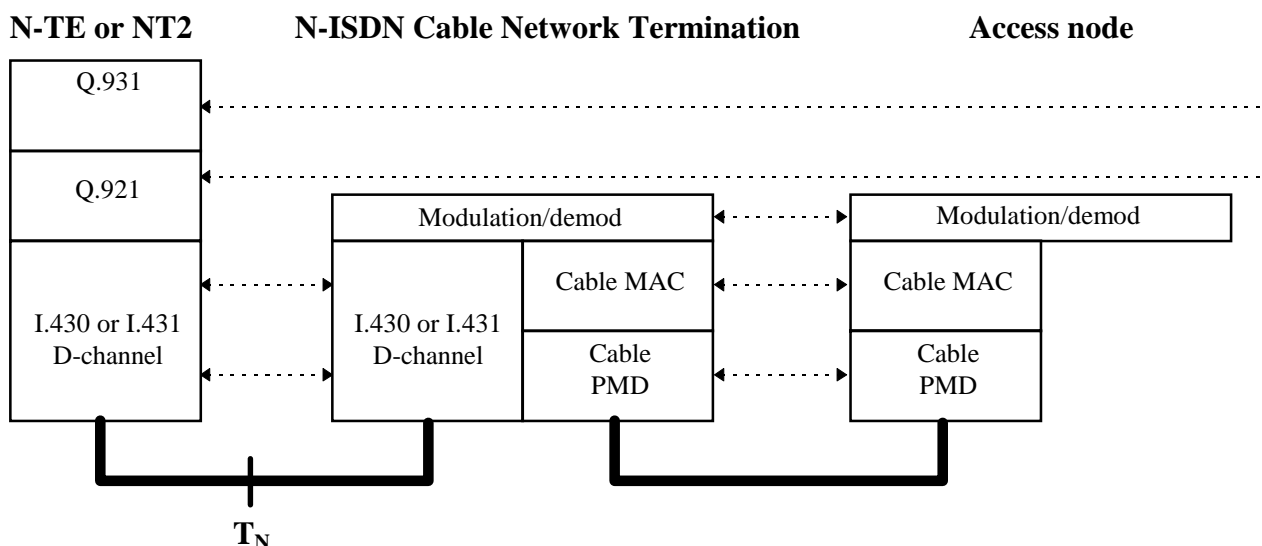 N-TE or NT2
N-ISDN Cable Network Termination
Access node
Q.931
Q.921
Modulation/demod
Modulation/demod
Cable MAC
Cable MAC
I.430 or I.431
D-channel
I.430 or I.431
D-channel
Cable
PMD
Cable
PMD
TN